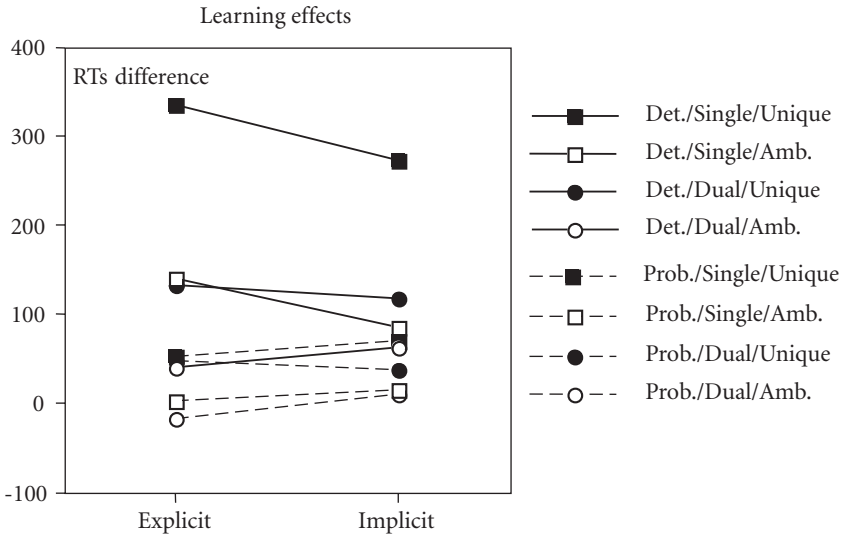 Learning effects
400
RTs difference
300
200
100
0
-100
Explicit
Implicit
Det./Single/Unique
Det./Single/Amb.
Det./Dual/Unique
Det./Dual/Amb.
Prob./Single/Unique
Prob./Single/Amb.
Prob./Dual/Unique
Prob./Dual/Amb.